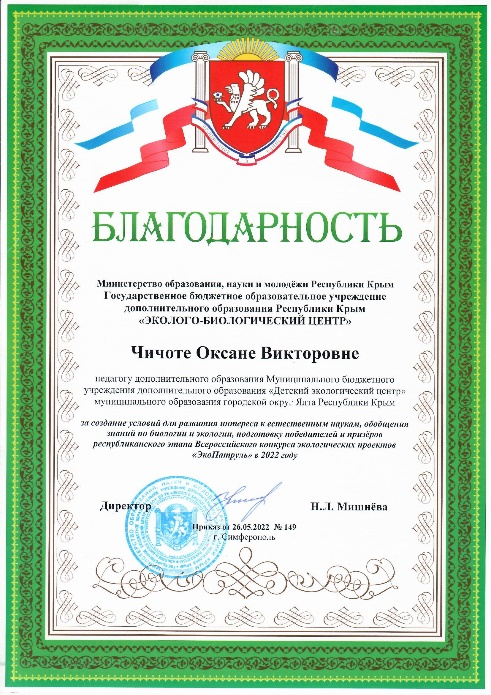 БЛАГОДАРНОСТЬ
Министерство образования, науки и молодёжи Республики Крым
Государственное бюджетное образовательное учреждение
дополнительного образования Республики Крым
«ЭКОЛОГО-БИОЛОГИЧЕСКИЙ ЦЕНТР»
Чичоте Оксане Викторовне
педагогу дополнительного образования Муниципального бюджетного
учреждения дополнительного образования «Детский экологический центр»
муниципального образования городской округ Ялта Республики Крым
за создание условий для развития интереса к естественным наукам, обобщения
знаний по биологии и экологии, подготовку победителей и призёров
республиканского этапа Всероссийского конкурса экологических проектов
«ЭкоПатруль» в 2022 году
Директор Н.Л. Мишнёва
Приказ от 26.05.2022 № 149
г. Симферополь